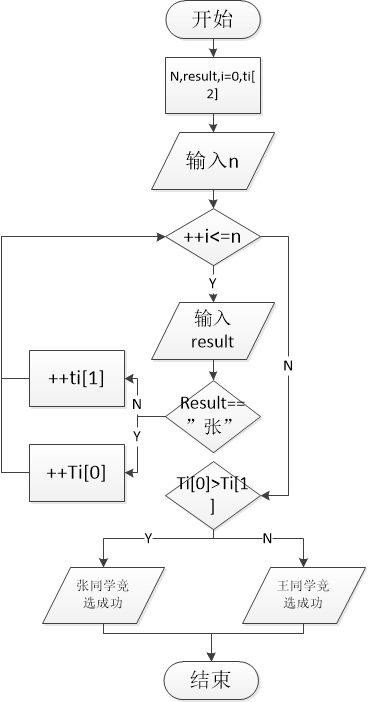 开始
N,result,i=0,ti[
2]
输入n
++i<=n
Y
输入
result
N
++ti[1]
N
Result==
”张”
Y
++Ti[0]
Ti[0]>Ti[1
]
Y
N
张同学竞
选成功
王同学竞
选成功
结束